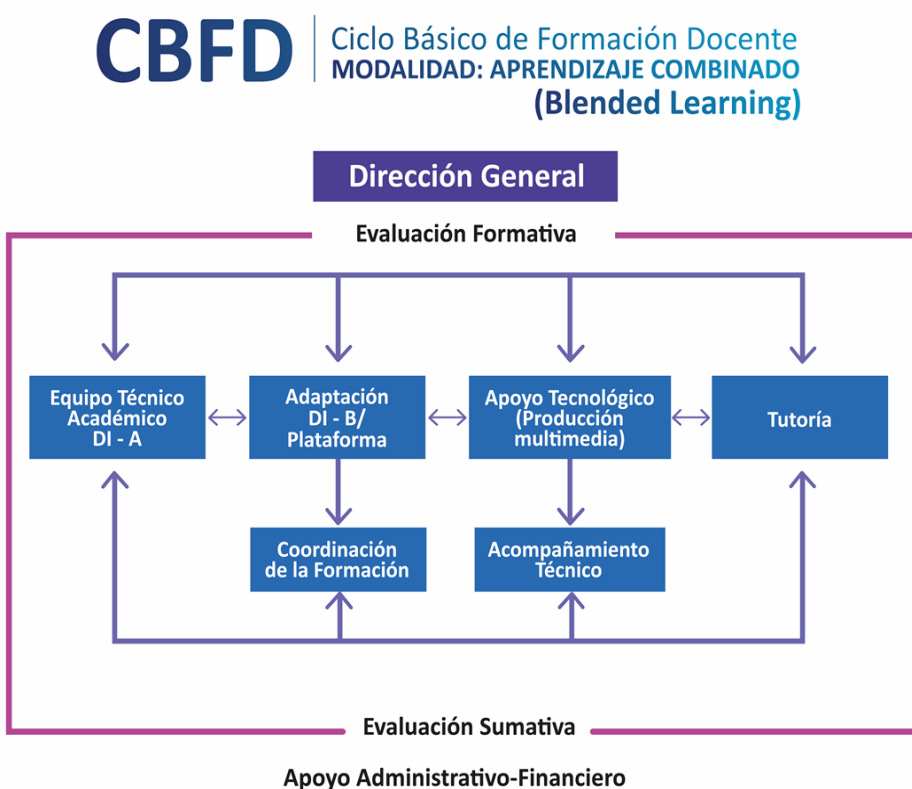 CBFD
Ciclo Básico de Formación Docente
MODALIDAD: APRENDIZAJE COMBINADO
(Blended Learning)
Dirección General
Evaluación Formativa
Equipo Técnico
Académico
DI - A
Adaptación
DI - B/
Plataforma
Apoyo Tecnológico
(Producción
multimedia)
Tutoría
Coordinación
de la Formación
Acompañamiento
Técnico
Evaluación Sumativa
Apoyo Administrativo-Financiero